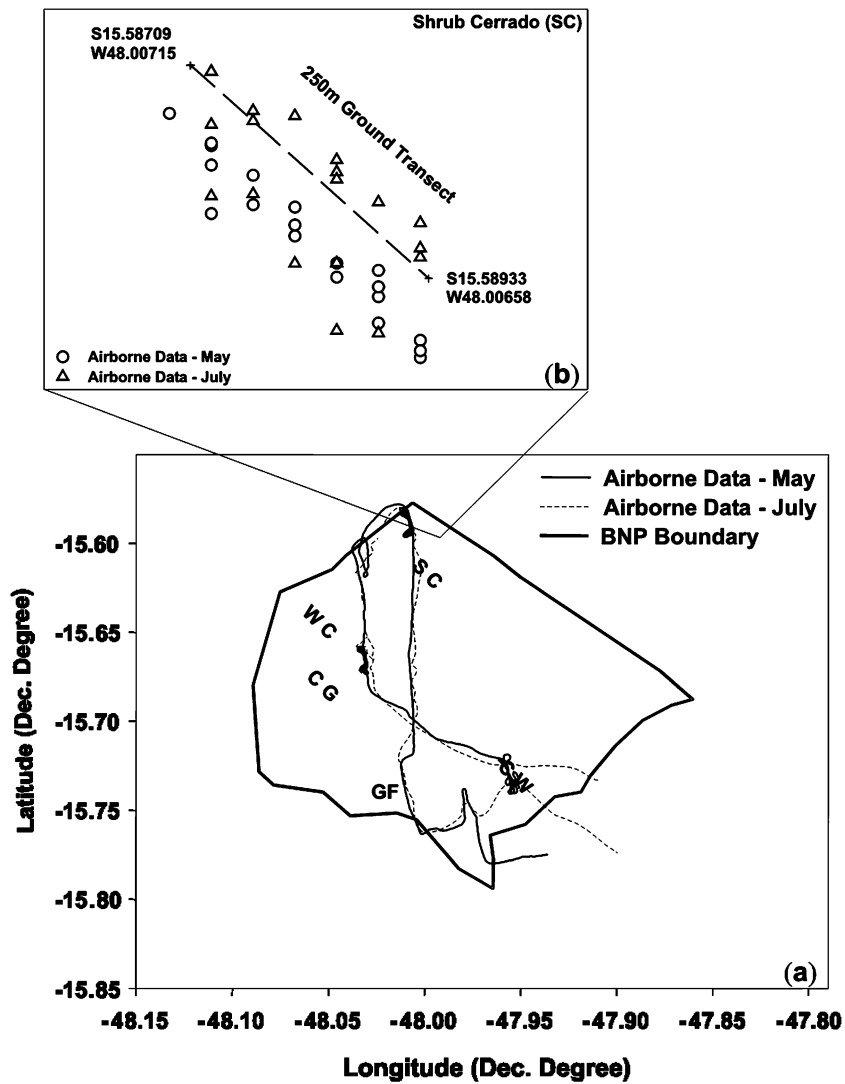 Shrub Cerrado (SC)
S15.58709
W48.00715
250m Ground Transect
S15.58933
W48.00658
Airborne Data - May
Airborne Data - July
(b)
Airborne Data - May
Airborne Data - July
BNP Boundary
S C
W C
C G
GF
(a)
Latitude (Dec. Degree)
-15.60
-15.65
-15.70
-15.75
-15.80
-15.85
-48.15 -48.10 -48.05 -48.00 -47.95 -47.90 -47.85 -47.80
Longitude (Dec. Degree)